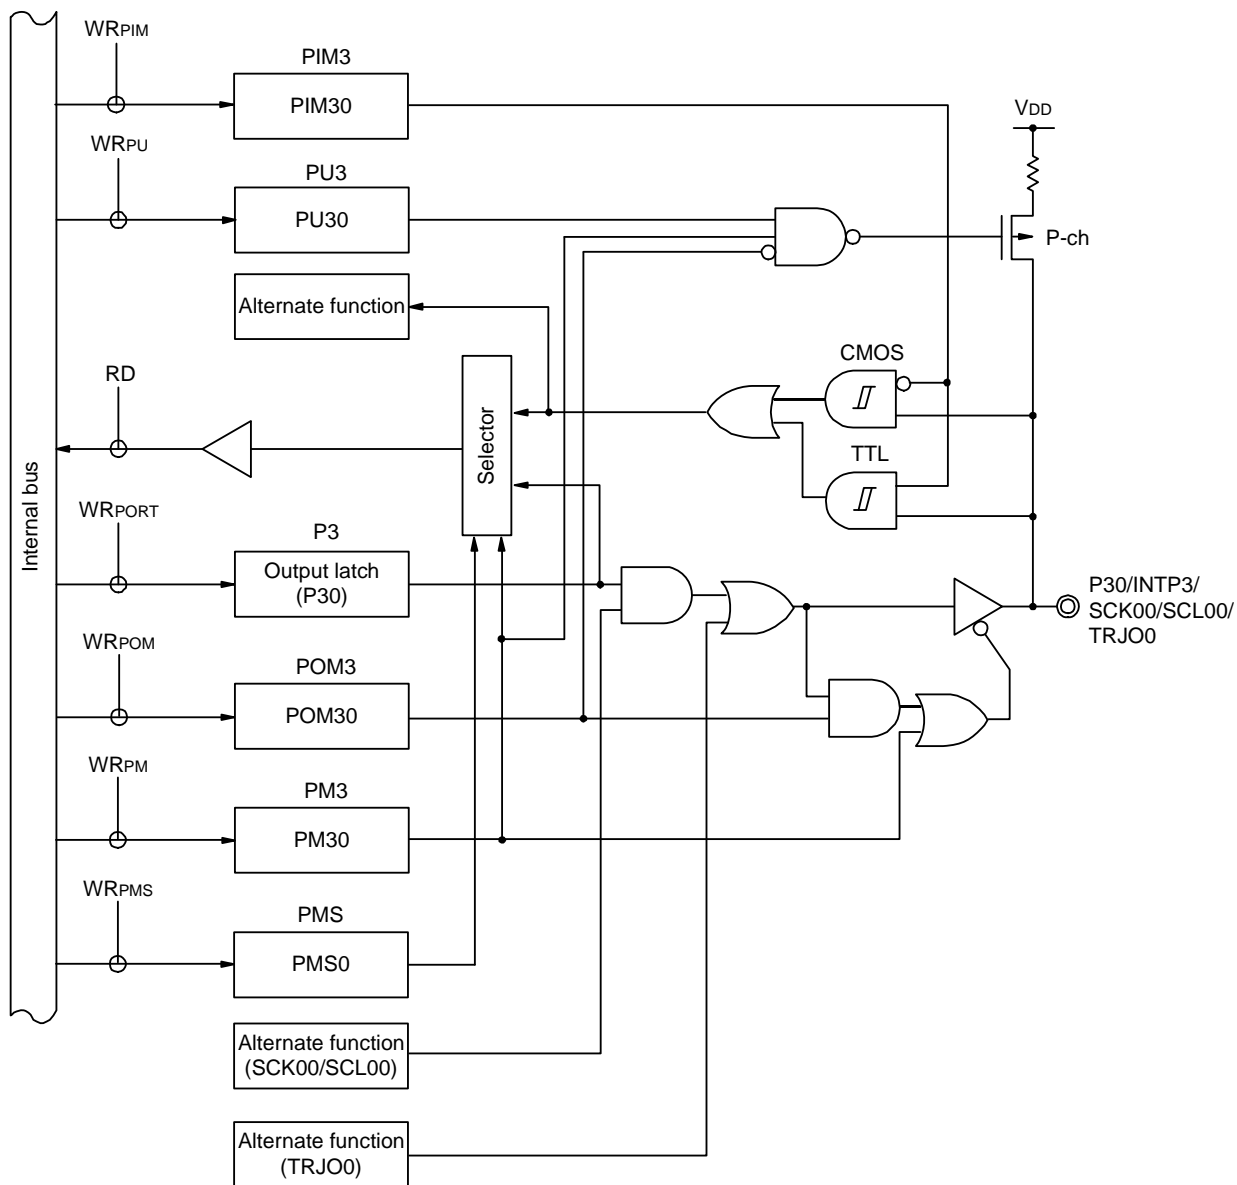 WRPIM
PIM3
PIM30
VDD
WRPU
PU3
PU30
P-ch
Alternate function
CMOS
RD
Selector
TTL
Internal bus
WRPORT
P3
Output latch
(P30)
P30/INTP3/
SCK00/SCL00/
TRJO0
WRPOM
POM3
POM30
WRPM
PM3
PM30
WRPMS
PMS
PMS0
Alternate function
(SCK00/SCL00)
Alternate function
(TRJO0)